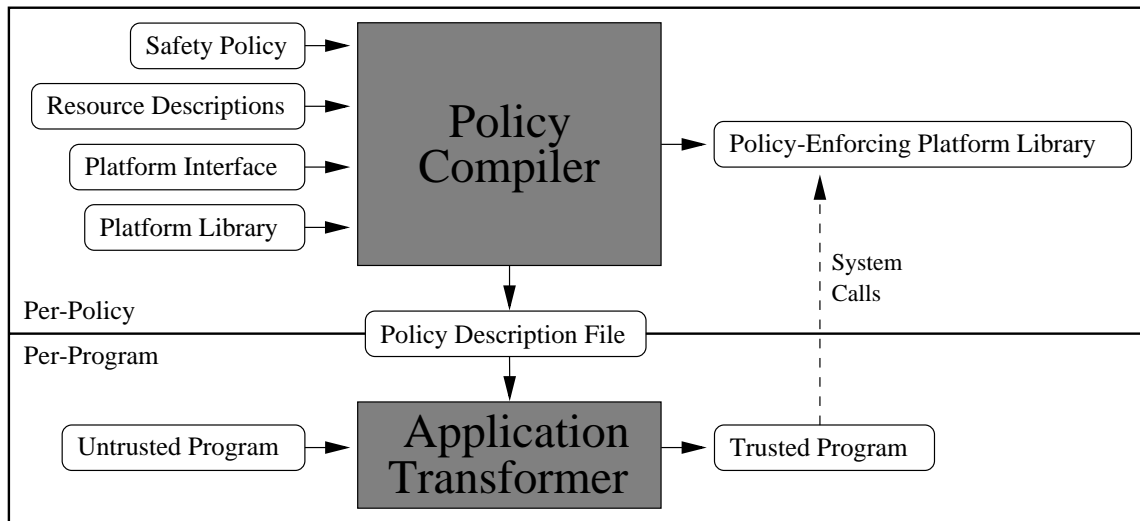 Safety Policy
Resource Descriptions
Platform Interface
Platform Library
Policy
Compiler
Policy-Enforcing Platform Library
System
Calls
Per-Policy
Policy Description File
Per-Program
Untrusted Program
Application
Transformer
Trusted Program